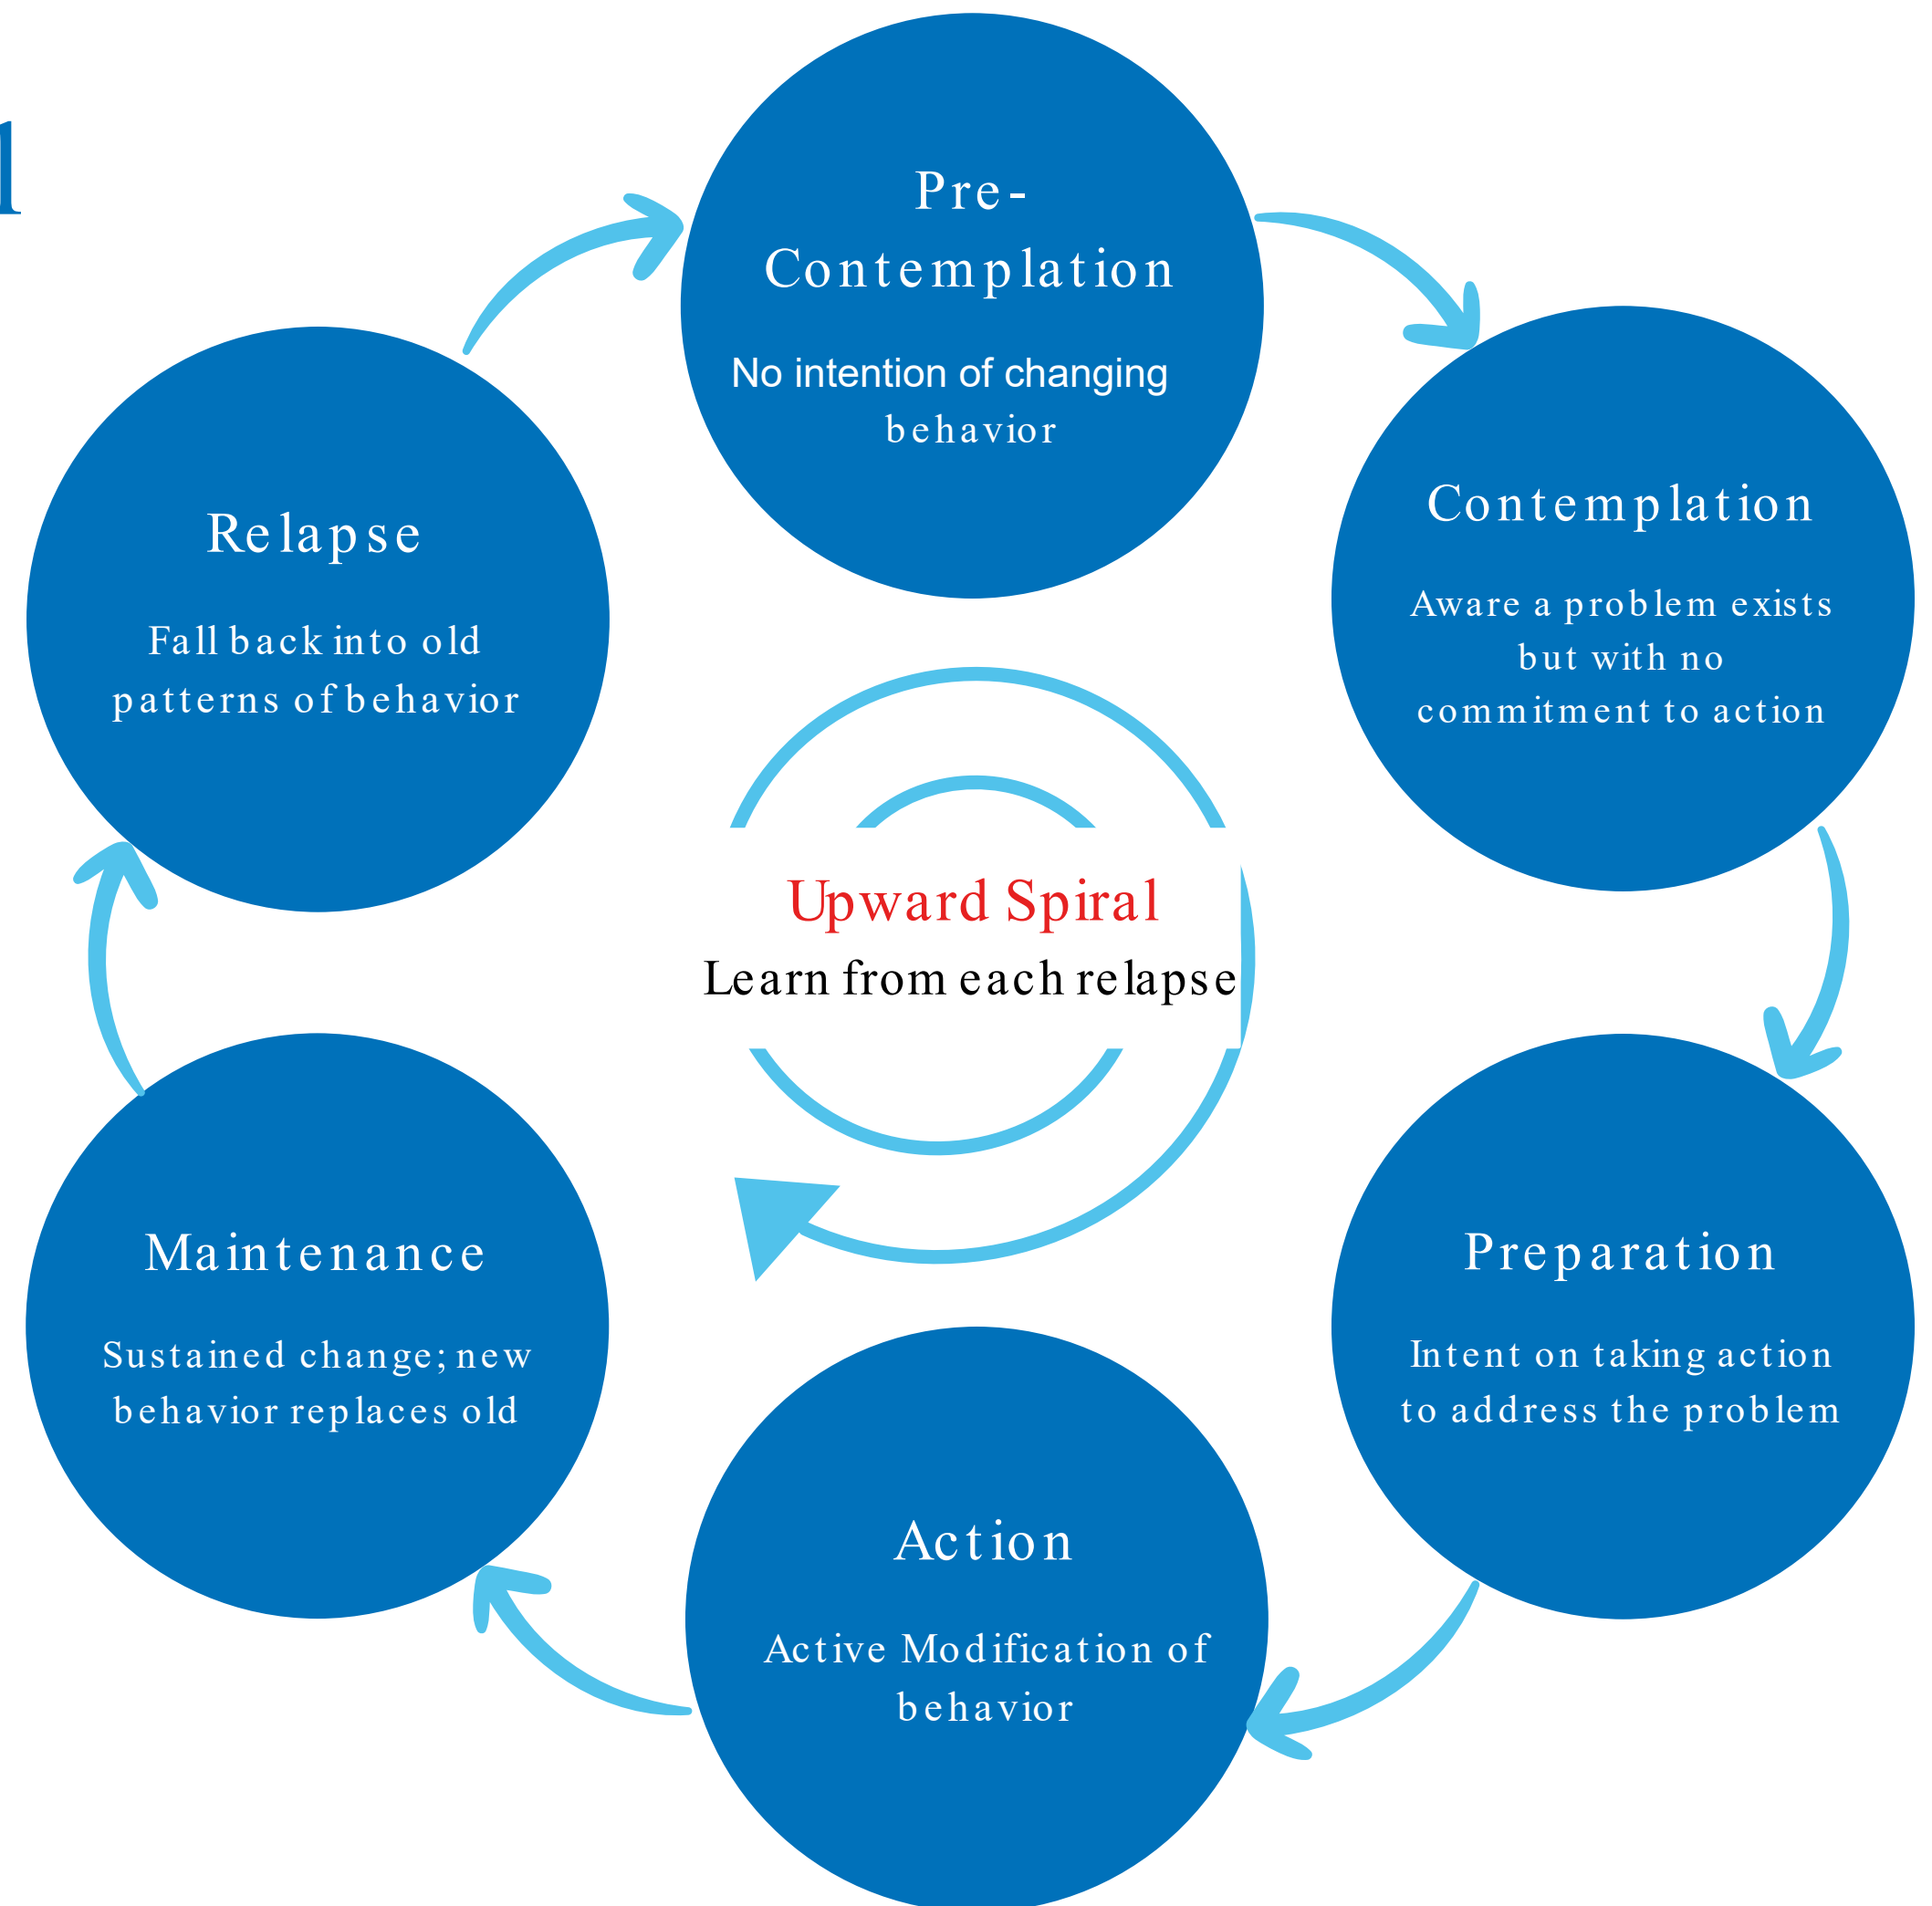 l
Pre-
Contemplation
No intention of changing
behavior
Contemplation
Aware a problem exists
but with no
commitment to action
Preparation
Intent on taking action
to address the problem
Action
Active Modification of
behavior
Maintenance
Sustained change; new
behavior replaces old
Relapse
Fall back into old
patterns of behavior
Upward Spiral
Learn from each relapse